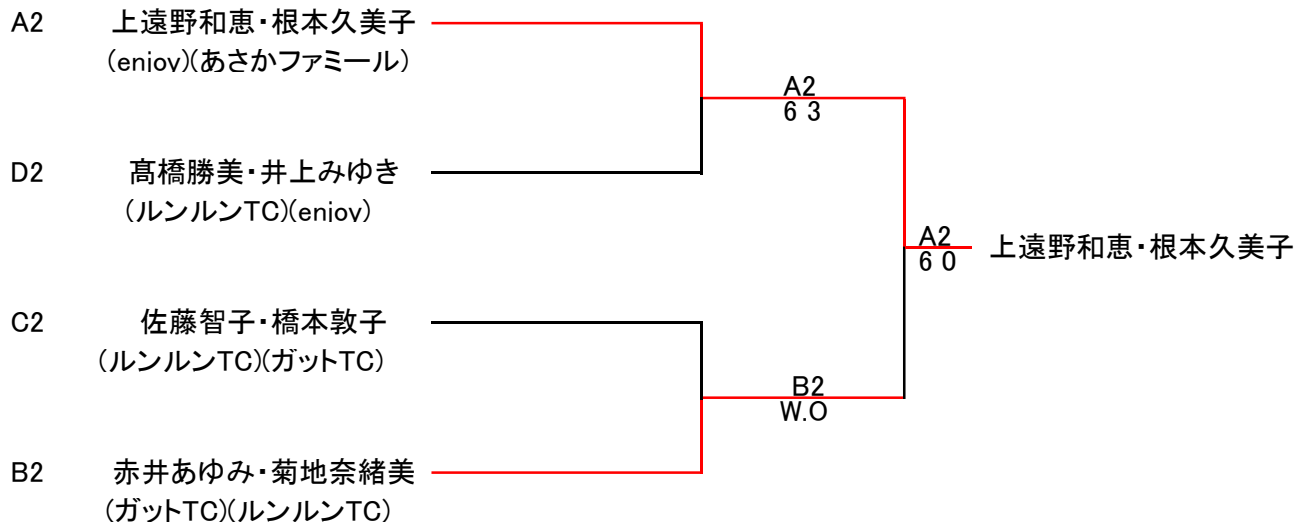 A2 上遠野和恵・根本久美子
(enjoy)(あさかファミール)
A2
6 3
D2 髙橋勝美・井上みゆき
(ルンルンTC)(enjoy)
A2
6 0
上遠野和恵・根本久美子
C2 佐藤智子・橋本敦子
(ルンルンTC)(ガットTC)
B2
W.O
B2 赤井あゆみ・菊地奈緒美
(ガットTC)(ルンルンTC)